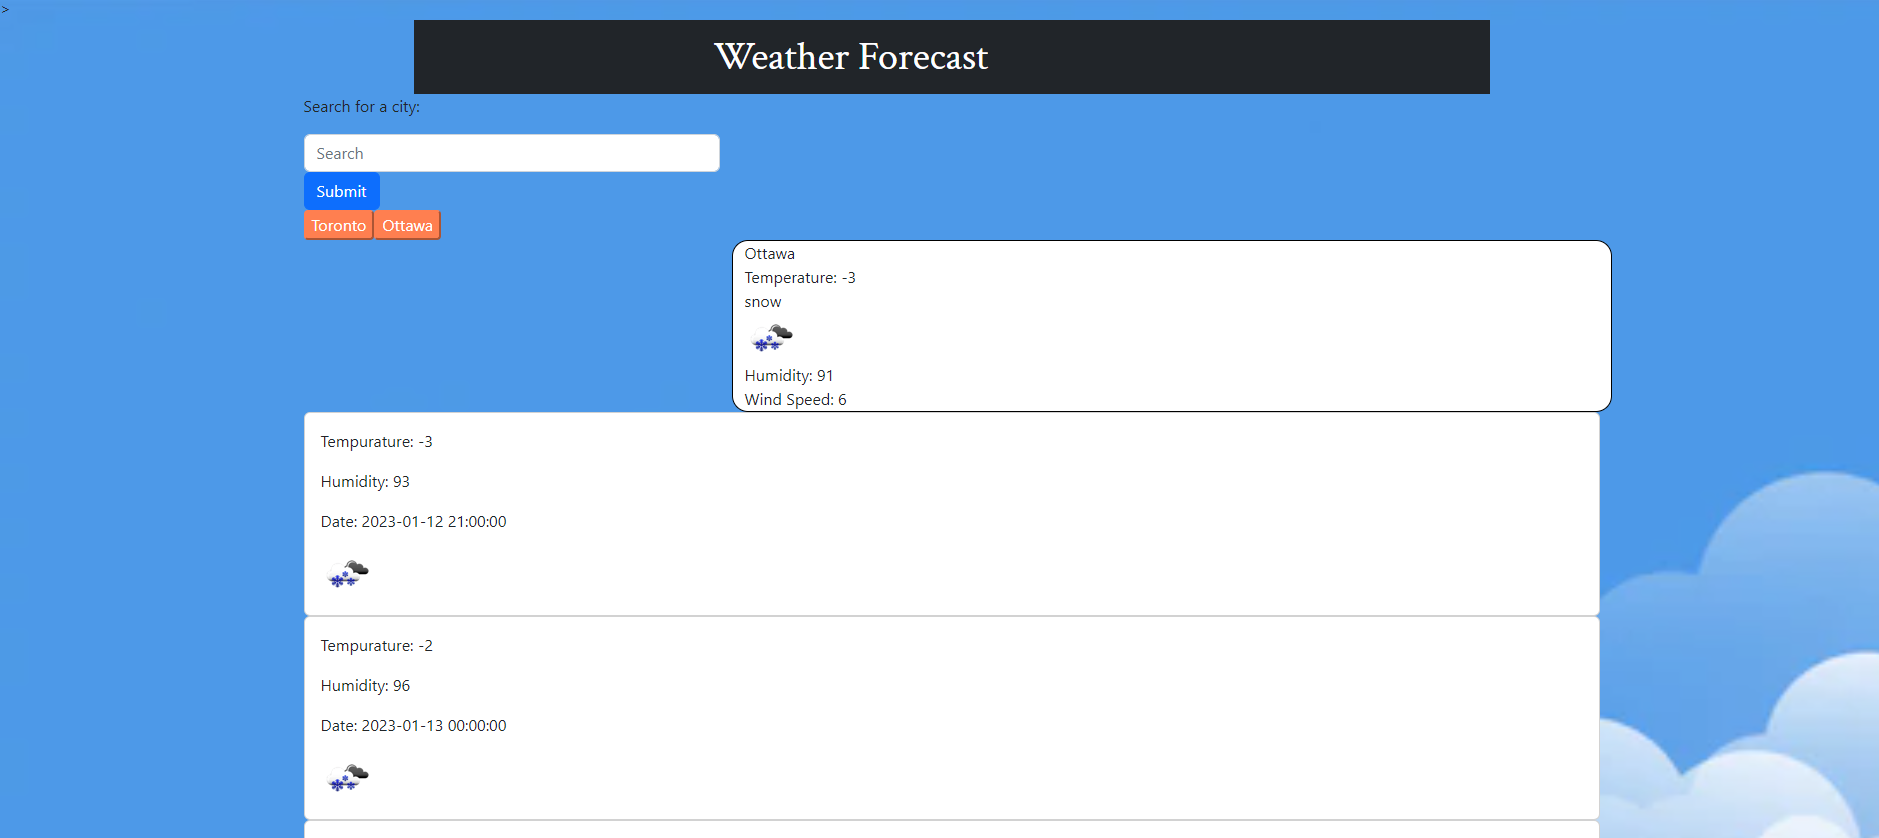 >
Weather Forecast
Search for a city:
Search
Submit
Toronto Ottawa
Ottawa
Temperature: -3
snow
Humidity: 91
Wind Speed: 6
Tempurature: -3
Humidity: 93
Date: 2023-01-12 21:00:00
Tempurature: -2
Humidity: 96
Date: 2023-01-13 00:00:00